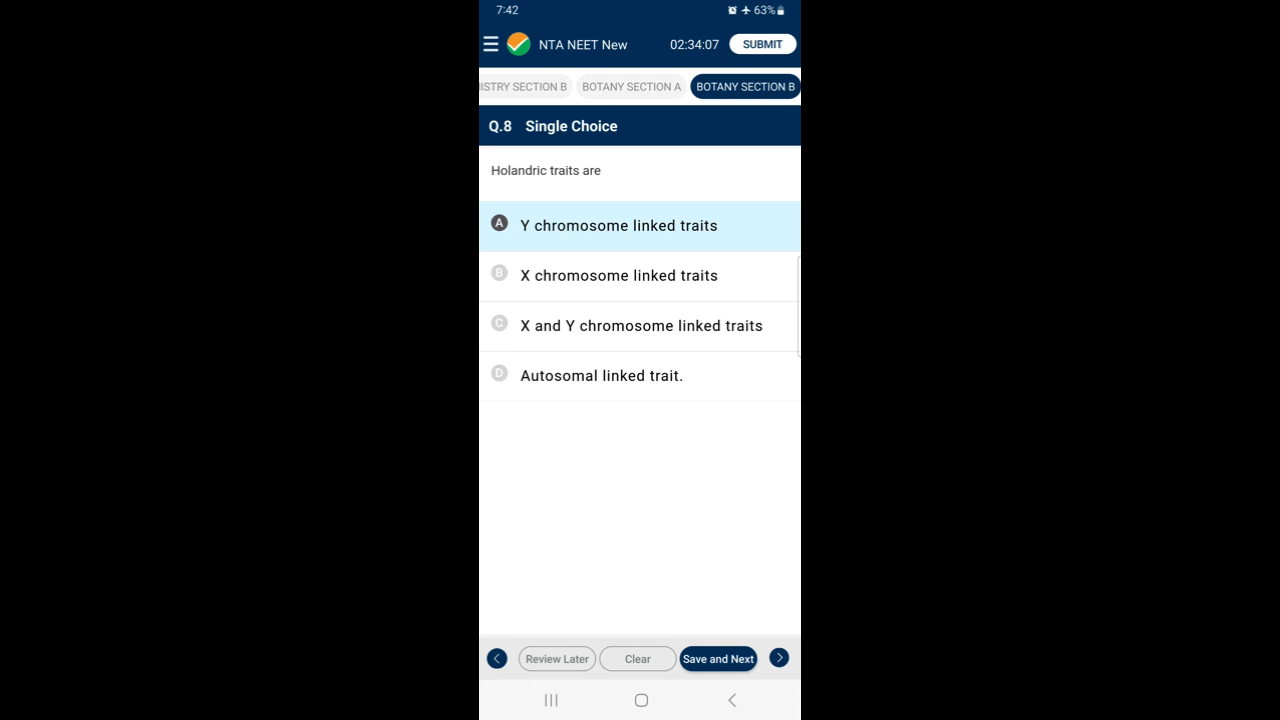 7:42 63%
NTA NEET New 02:34:07 SUBMIT
ISTRY SECTION B BOTANY SECTION A BOTANY SECTION B
Q.8 Single Choice
Holandric traits are
A Y chromosome linked traits
B X chromosome linked traits
C X and Y chromosome linked traits
D Autosomal linked trait.
Review Later Clear Save and Next